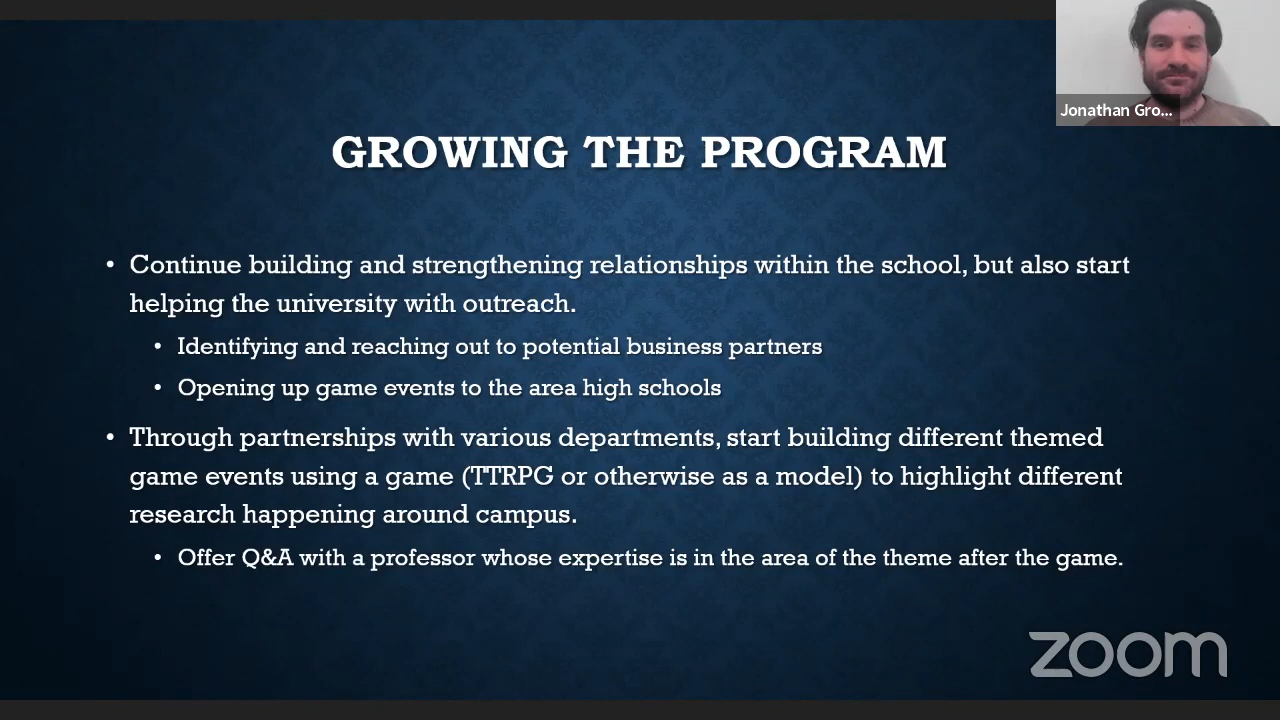 Jonathan Gro...
GROWING THE PROGRAM
• Continue building and strengthening relationships within the school, but also start
helping the university with outreach.
• Identifying and reaching out to potential business partners
• Opening up game events to the area high schools
• Through partnerships with various departments, start building different themed
game events using a game (TTRPG or otherwise as a model) to highlight different
research happening around campus.
• Offer Q&A with a professor whose expertise is in the area of the theme after the game.
zoom